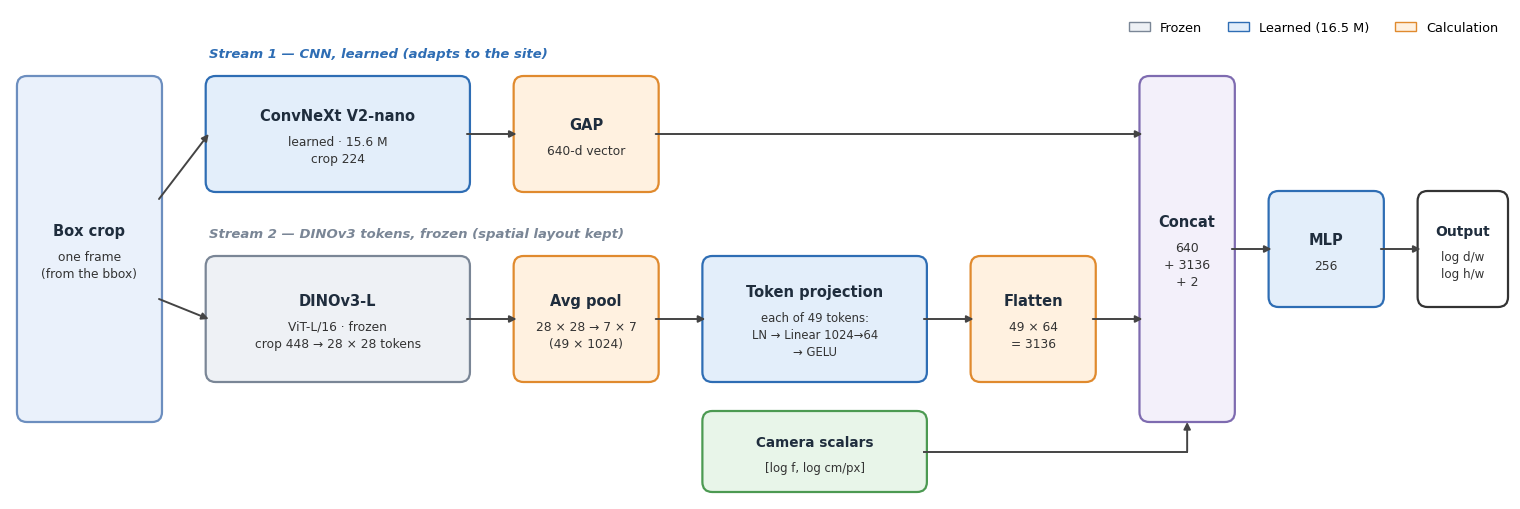 Frozen
Learned (16.5 M)
Calculation
Stream 1 — CNN, learned (adapts to the site)
Box crop
one frame
(from the bbox)
ConvNeXt V2-nano
learned · 15.6 M
crop 224
GAP
640-d vector
Stream 2 — DINOv3 tokens, frozen (spatial layout kept)
DINOv3-L
ViT-L/16 · frozen
crop 448 → 28 × 28 tokens
Avg pool
28 × 28 → 7 × 7
(49 × 1024)
Token projection
each of 49 tokens:
LN → Linear 1024→64
→ GELU
Flatten
49 × 64
= 3136
Camera scalars
[log f, log cm/px]
Concat
640
+ 3136
+ 2
MLP
256
Output
log d/w
log h/w